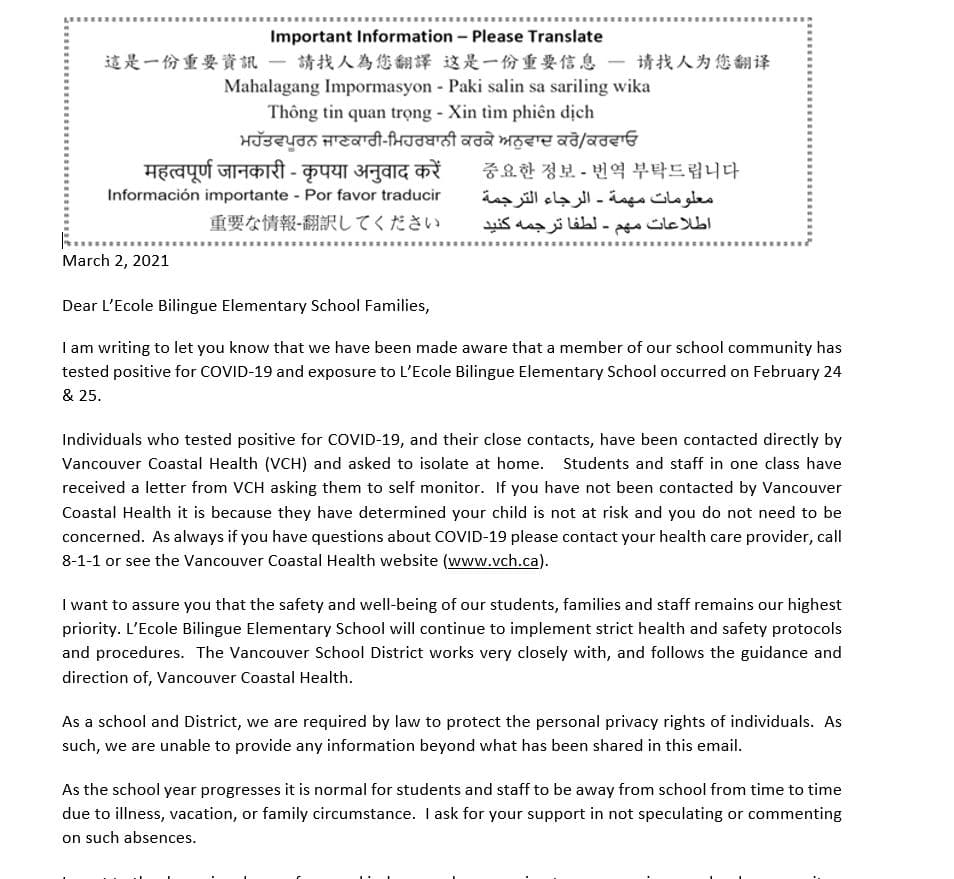 Important Information – Please Translate
這是一份重要資訊 — 請找人為您翻譯 这是一份重要信息 — 请找人为您翻译
Mahalagang Impormasyon - Paki salin sa sariling wika
Thông tin quan trọng - Xin tìm phiên dịch
ਮਹੱਤਵਪੂਰਨ ਜਾਣਕਾਰੀ-ਮਿਹਰਬਾਨੀ ਕਰਕੇ ਅਨੁਵਾਦ ਕਰੋ/ਕਰਵਾਓ
महत्वपूर्ण जानकारी - कृपया अनुवाद करें 중요한 정보 - 번역 부탁드립니다
Información importante - Por favor traducir معلومات مهمة - الرجاء الترجمة
重要な情報-翻訳してください اطلاعات مهم - لطفا ترجمه کنید
March 2, 2021
Dear L’Ecole Bilingue Elementary School Families,
I am writing to let you know that we have been made aware that a member of our school community has
tested positive for COVID-19 and exposure to L’Ecole Bilingue Elementary School occurred on February 24
& 25.
Individuals who tested positive for COVID-19, and their close contacts, have been contacted directly by
Vancouver Coastal Health (VCH) and asked to isolate at home. Students and staff in one class have
received a letter from VCH asking them to self monitor. If you have not been contacted by Vancouver
Coastal Health it is because they have determined your child is not at risk and you do not need to be
concerned. As always if you have questions about COVID-19 please contact your health care provider, call
8-1-1 or see the Vancouver Coastal Health website (www.vch.ca).
I want to assure you that the safety and well-being of our students, families and staff remains our highest
priority. L’Ecole Bilingue Elementary School will continue to implement strict health and safety protocols
and procedures. The Vancouver School District works very closely with, and follows the guidance and
direction of, Vancouver Coastal Health.
As a school and District, we are required by law to protect the personal privacy rights of individuals. As
such, we are unable to provide any information beyond what has been shared in this email.
As the school year progresses it is normal for students and staff to be away from school from time to time
due to illness, vacation, or family circumstance. I ask for your support in not speculating or commenting
on such absences.